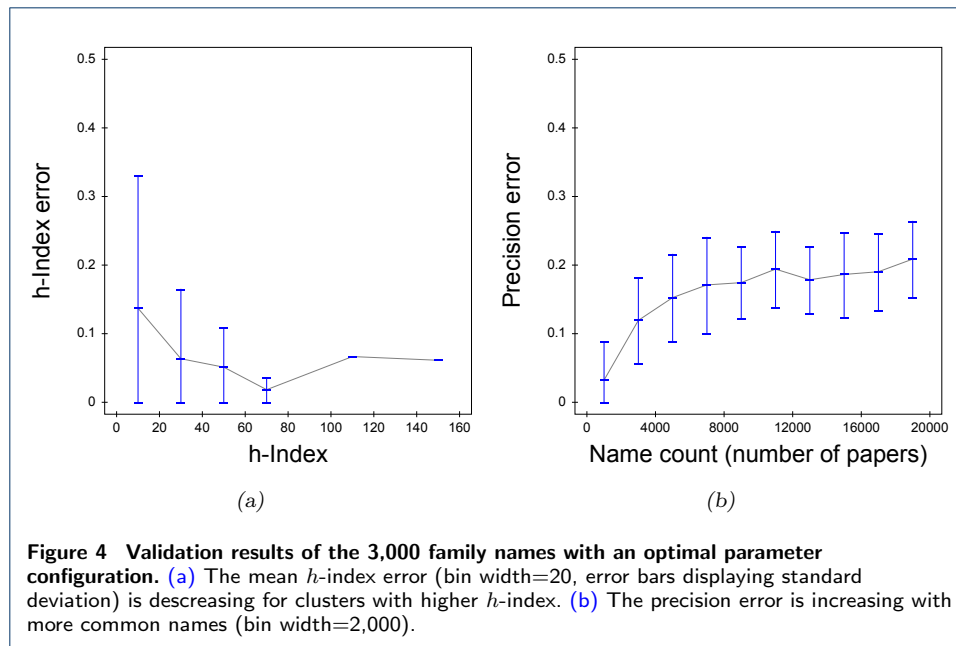 0.5
0.4
0.3
0.2
0.1
0
h-Index error
0 20 40 60 80 100 120 140 160
h-Index
(a)
0.5
0.4
0.3
0.2
0.1
0
Precision error
0 4000 8000 12000 16000 20000
Name count (number of papers)
(b)
Figure 4 Validation results of the 3,000 family names with an optimal parameter
configuration. (a) The mean h-index error (bin width=20, error bars displaying standard
deviation) is descreasing for clusters with higher h-index. (b) The precision error is increasing with
more common names (bin width=2,000).